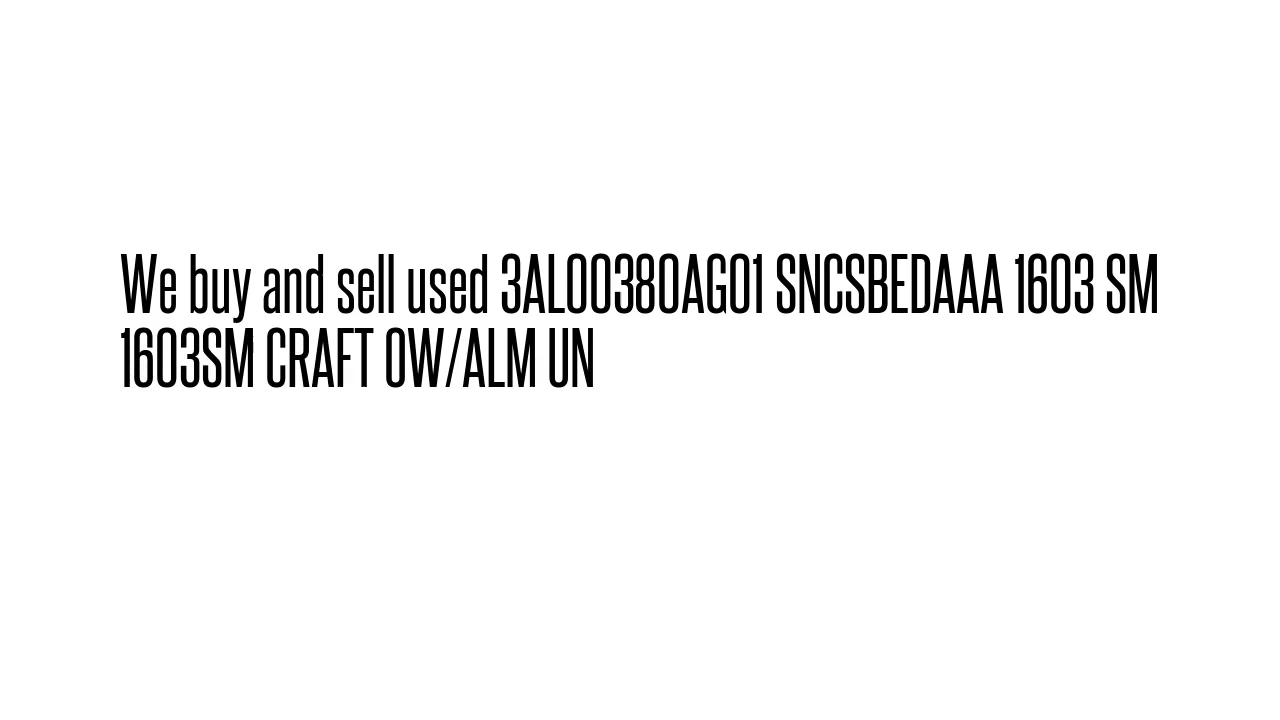 We buy and sell used 3AL00380AG01 SNCSBEDAAA 1603 SM
1603SM CRAFT OW/ALM UN